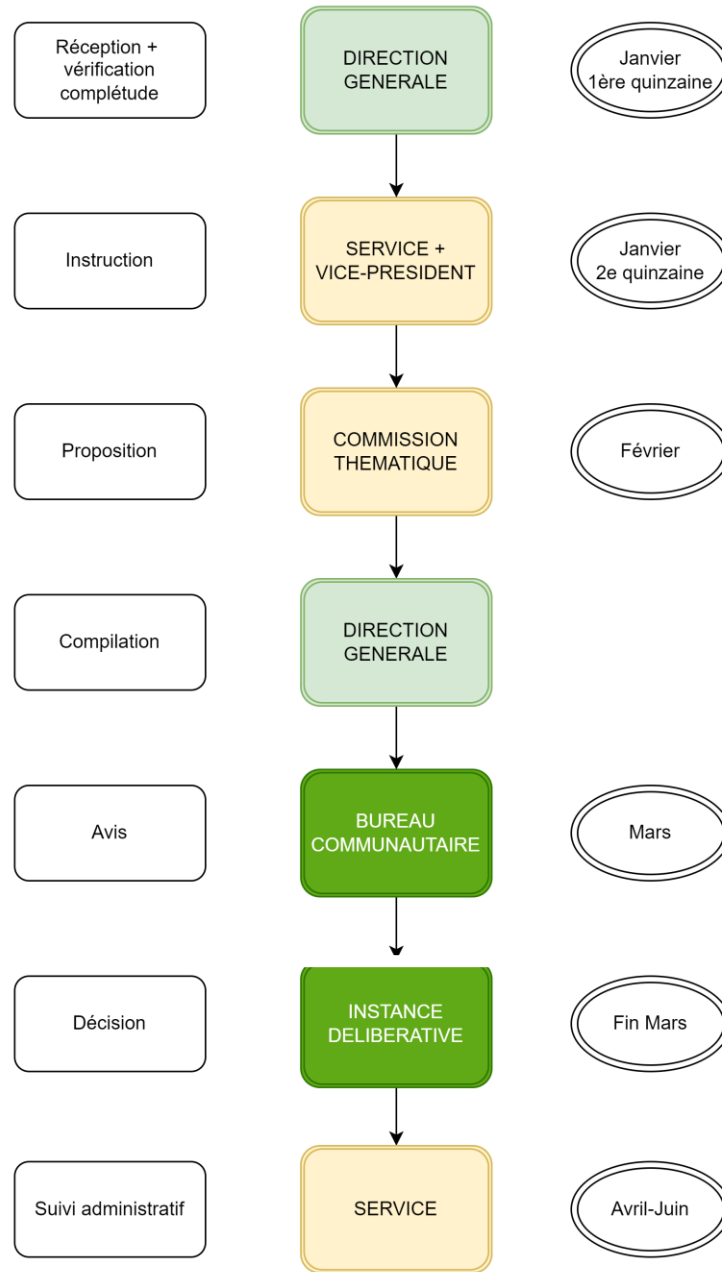 Réception +
vérification
complétude
DIRECTION
GENERALE
Janvier
1ère quinzaine
Instruction
SERVICE +
VICE-PRESIDENT
Janvier
2e quinzaine
Proposition
COMMISSION
THEMATIQUE
Février
Compilation
DIRECTION
GENERALE
Avis
BUREAU
COMMUNAUTAIRE
Mars
Décision
INSTANCE
DELIBERATIVE
Fin Mars
Suivi administratif
SERVICE
Avril-Juin